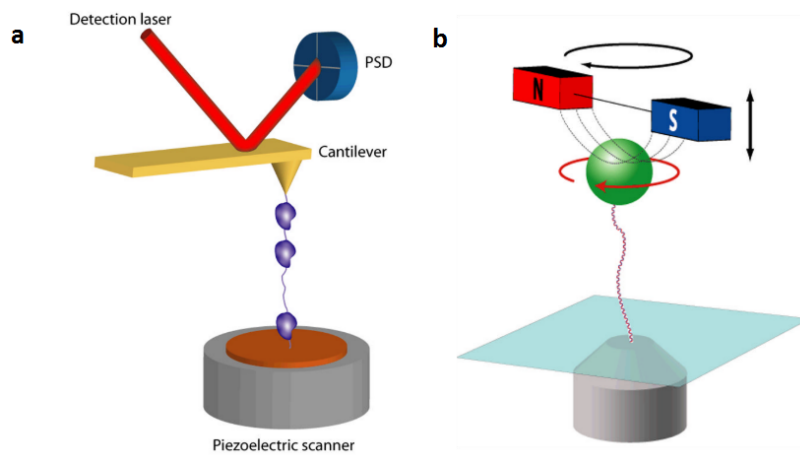 a
Detection laser
PSD
Cantilever
Piezoelectric scanner
b
N
S